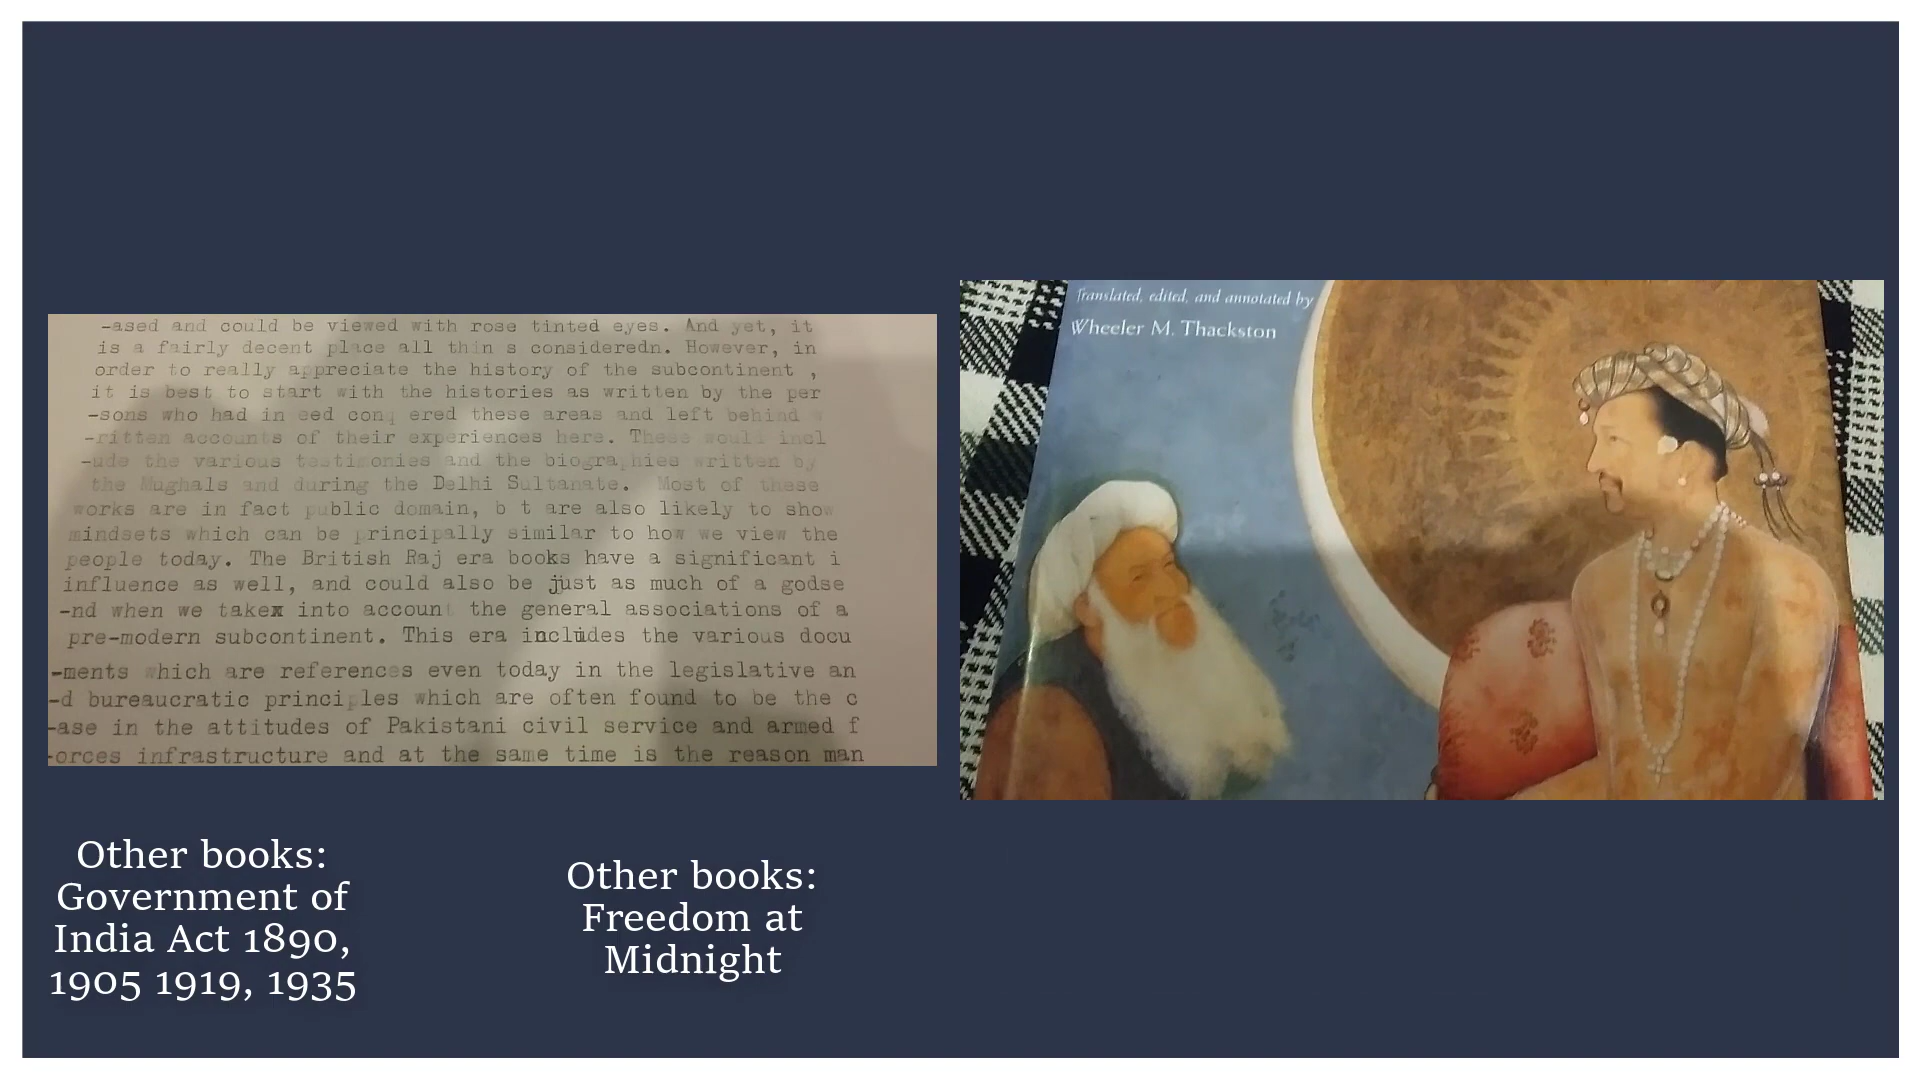 -ased and could be viewed with rose tinted eyes. And yet, it
is a fairly decent place all thin s consideredn. However, in
order to really appreciate the history of the subcontinent ,
it is best to start with the histories as written by the per
-sons who had in eed conq ered these areas and left behind w
-ritten accounts of their experiences here. These would incl
-ude the various testimonies and the biographies written by
the Mughals and during the Delhi Sultanate. Most of these
works are in fact public domain, b t are also likely to show
mindsets which can be principally similar to how we view the
people today. The British Raj era books have a significant i
influence as well, and could also be just as much of a godse
-nd when we takex into account the general associations of a
pre-modern subcontinent. This era includes the various docu
-ments which are references even today in the legislative an
-d bureaucratic principles which are often found to be the c
-ase in the attitudes of Pakistani civil service and armed f
-orces infrastructure and at the same time is the reason man
Translated, edited, and annotated by
Wheeler M. Thackston
Other books:
Government of
India Act 1890,
1905 1919, 1935
Other books:
Freedom at
Midnight